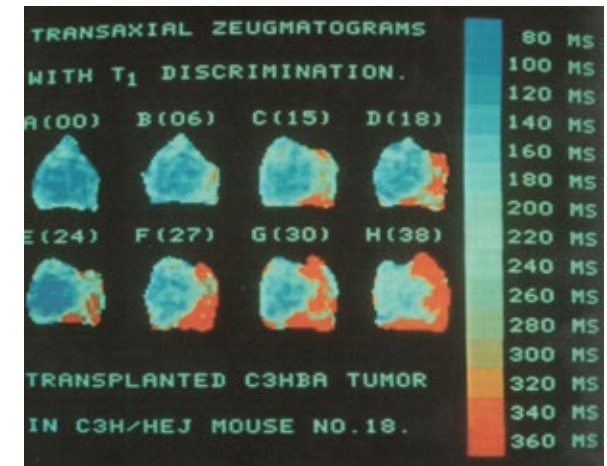 TRANSAXIAL ZEUGMATOGRAMS
WITH T1 DISCRIMINATION.
A(00) B(06) C(15) D(18)
E(24) F(27) G(30) H(38)
TRANSPLANTED C3HBA TUMOR
IN C3H/HEJ MOUSE NO.18.
80 MS
100 MS
120 MS
140 MS
160 MS
180 MS
200 MS
220 MS
240 MS
260 MS
280 MS
300 MS
320 MS
340 MS
360 MS